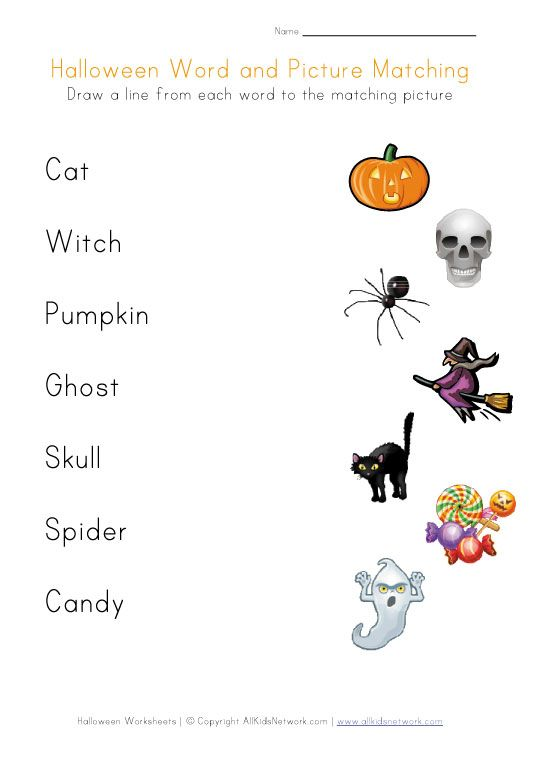 Name
Halloween Word and Picture Matching
Draw a line from each word to the matching picture
Cat
Witch
Pumpkin
Ghost
Skull
Spider
Candy
Halloween Worksheets | © Copyright AllKidsNetwork.com | www.allkidsnetwork.com